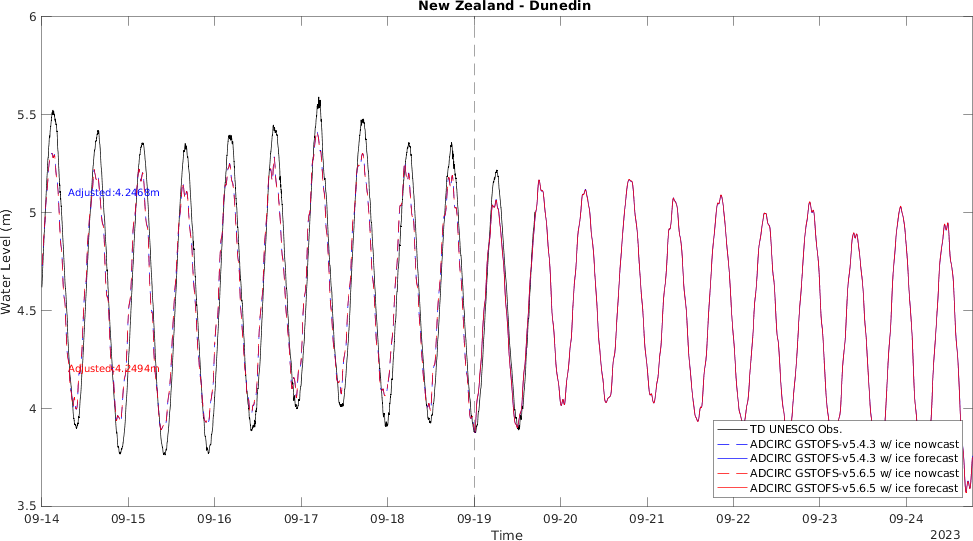 New Zealand - Dunedin
6
5.5
5
4.5
4
3.5
Water Level (m)
Adjusted:4.2468m
Adjusted:4.2494m
TD UNESCO Obs.
ADCIRC GSTOFS-v5.4.3 w/ ice nowcast
ADCIRC GSTOFS-v5.4.3 w/ ice forecast
ADCIRC GSTOFS-v5.6.5 w/ ice nowcast
ADCIRC GSTOFS-v5.6.5 w/ ice forecast
09-14 09-15 09-16 09-17 09-18 09-19 09-20 09-21 09-22 09-23 09-24
Time
2023